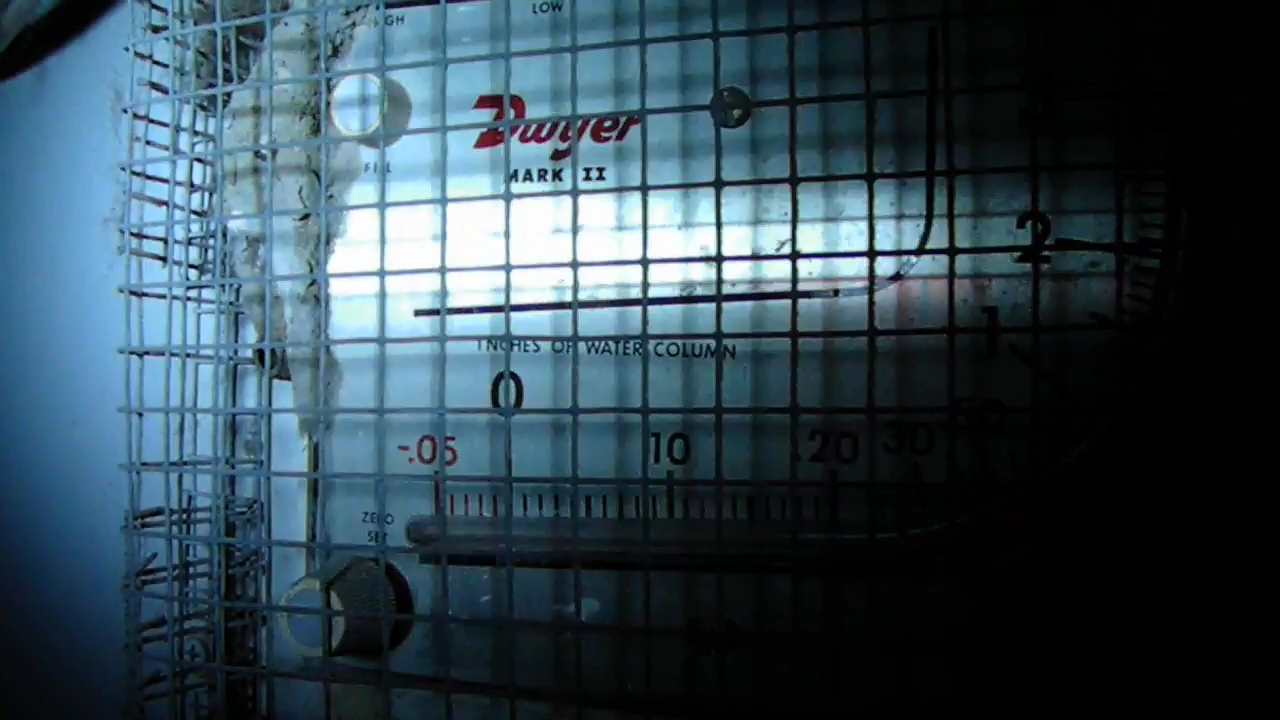 HIGH LOW
Dwyer
MARK II
FILL
2
1
INCHES OF WATER COLUMN
0
-.05 .10 .20 .30 .50
ZERO
SET